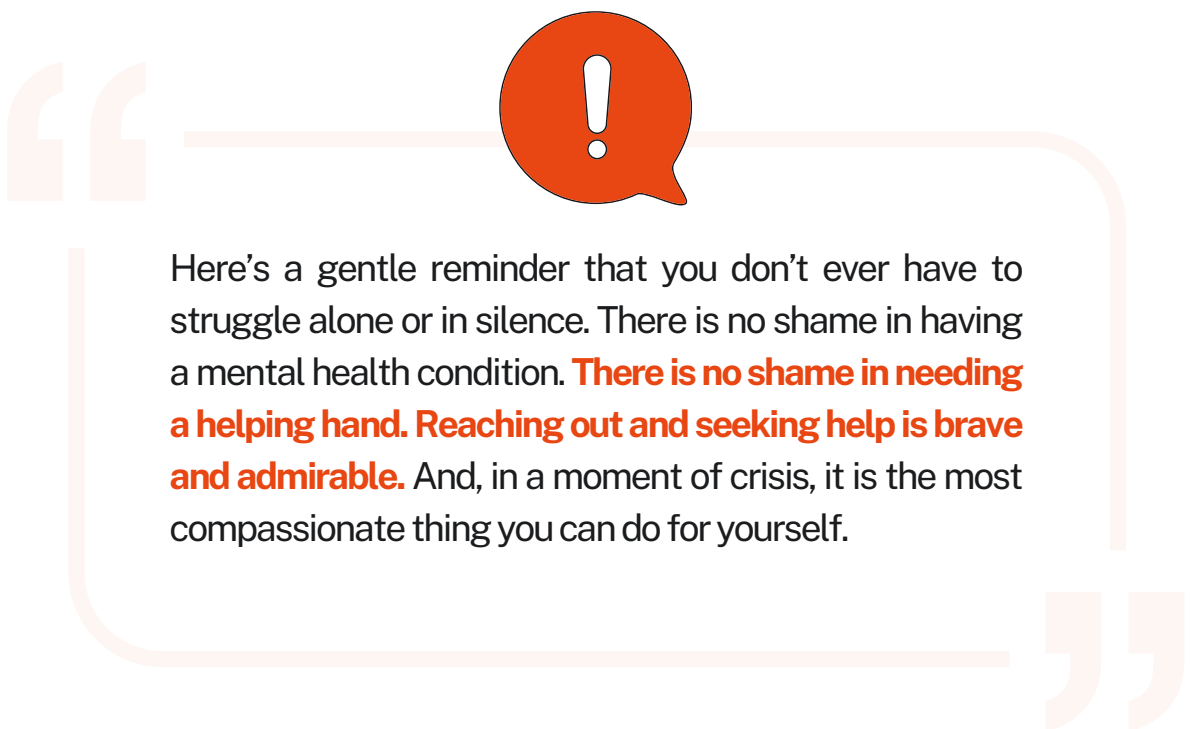 Here’s a gentle reminder that you don’t ever have to
struggle alone or in silence. There is no shame in having
a mental health condition. There is no shame in needing
a helping hand. Reaching out and seeking help is brave
and admirable. And, in a moment of crisis, it is the most
compassionate thing you can do for yourself.